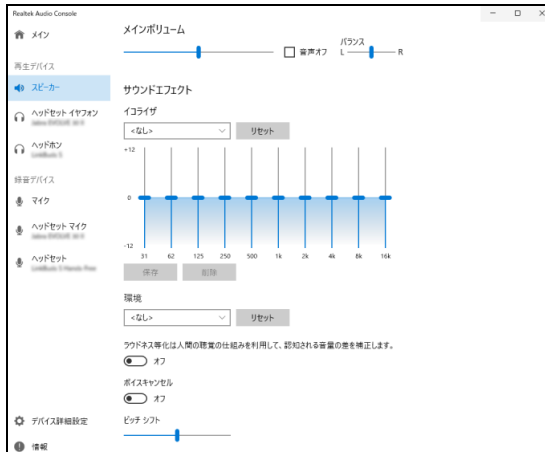 Realtek Audio Console
メイン
再生デバイス
スピーカー
ヘッドセット イヤフォン
ヘッドホン
録音デバイス
マイク
ヘッドセット マイク
ヘッドセット
デバイス詳細設定
情報
メインボリューム
音声オフ
バランス
L R
サウンドエフェクト
イコライザ
<なし> リセット
+12
0
-12
31 62 125 250 500 1k 2k 4k 8k 16k
保存 削除
環境
<なし> リセット
ラウドネス等化は人間の聴覚の仕組みを利用して、認知される音量の差を補正します。
オフ
ボイスキャンセル
オフ
ピッチ シフト